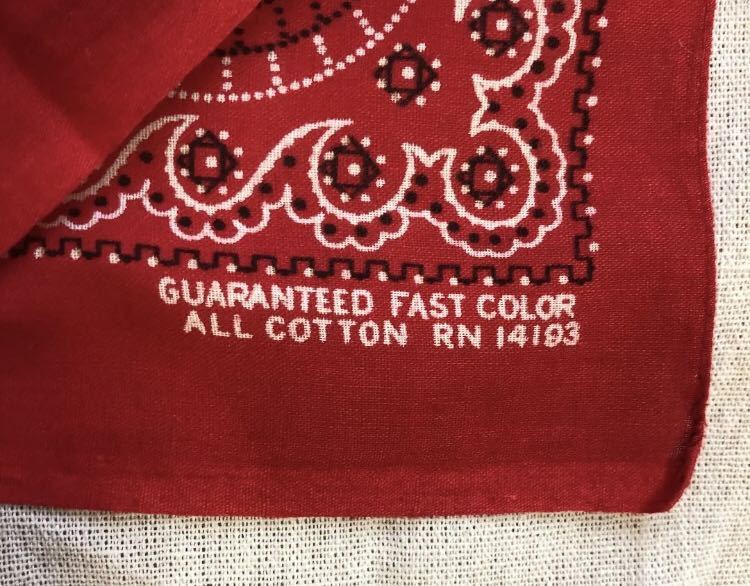 GUARANTEED FAST COLOR
ALL COTTON RN 14193